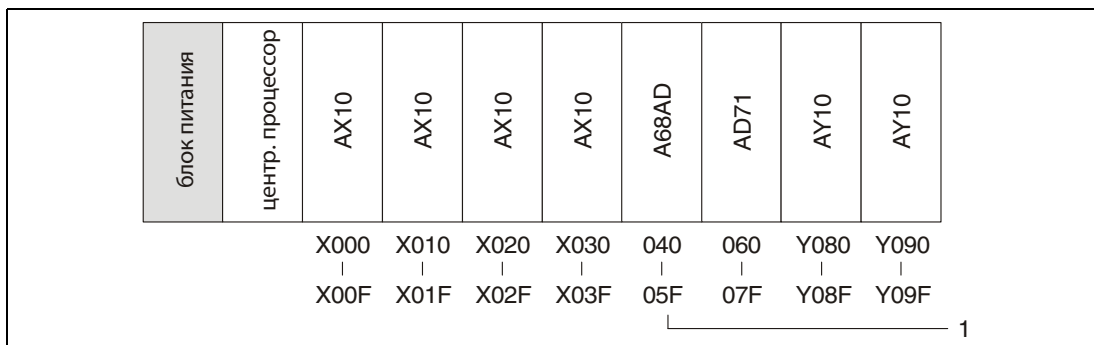 блок питания
центр. процессор
AX10
AX10
AX10
AX10
A68AD
AD71
AY10
AY10
X000 X010 X020 X030 040 060 Y080 Y090
X00F X01F X02F X03F 05F 07F Y08F Y09F
1